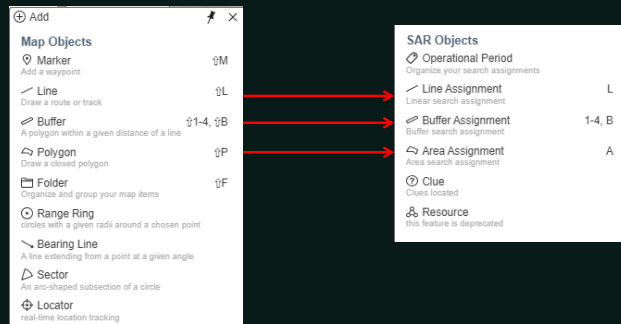 Add
Map Objects
Marker ⇧M
Add a waypoint
Line ⇧L
Draw a route or track
Buffer ⇧1-4, ⇧B
A polygon within a given distance of a line
Polygon ⇧P
Draw a closed polygon
Folder ⇧F
Organize and group your map items
Range Ring
circles with a given radii around a chosen point
Bearing Line
A line extending from a point at a given angle
Sector
An arc-shaped subsection of a circle
Locator
real-time location tracking
SAR Objects
Operational Period
Organize your search assignments
Line Assignment L
Linear search assignment
Buffer Assignment 1-4, B
Buffer search assignment
Area Assignment A
Area search assignment
Clue
Clues located
Resource
this feature is deprecated